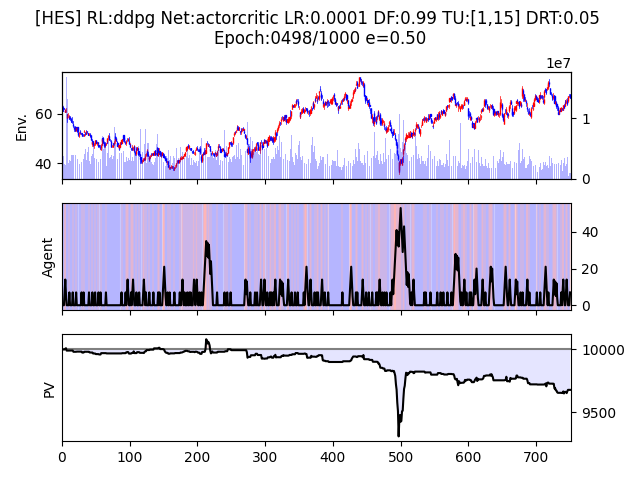 [HES] RL:ddpg Net:actorcritic LR:0.0001 DF:0.99 TU:[1,15] DRT:0.05
Epoch:0498/1000 e=0.50
1e7
Env.
60
40
1
0
Agent
40
20
0
PV
10000
9500
0 100 200 300 400 500 600 700